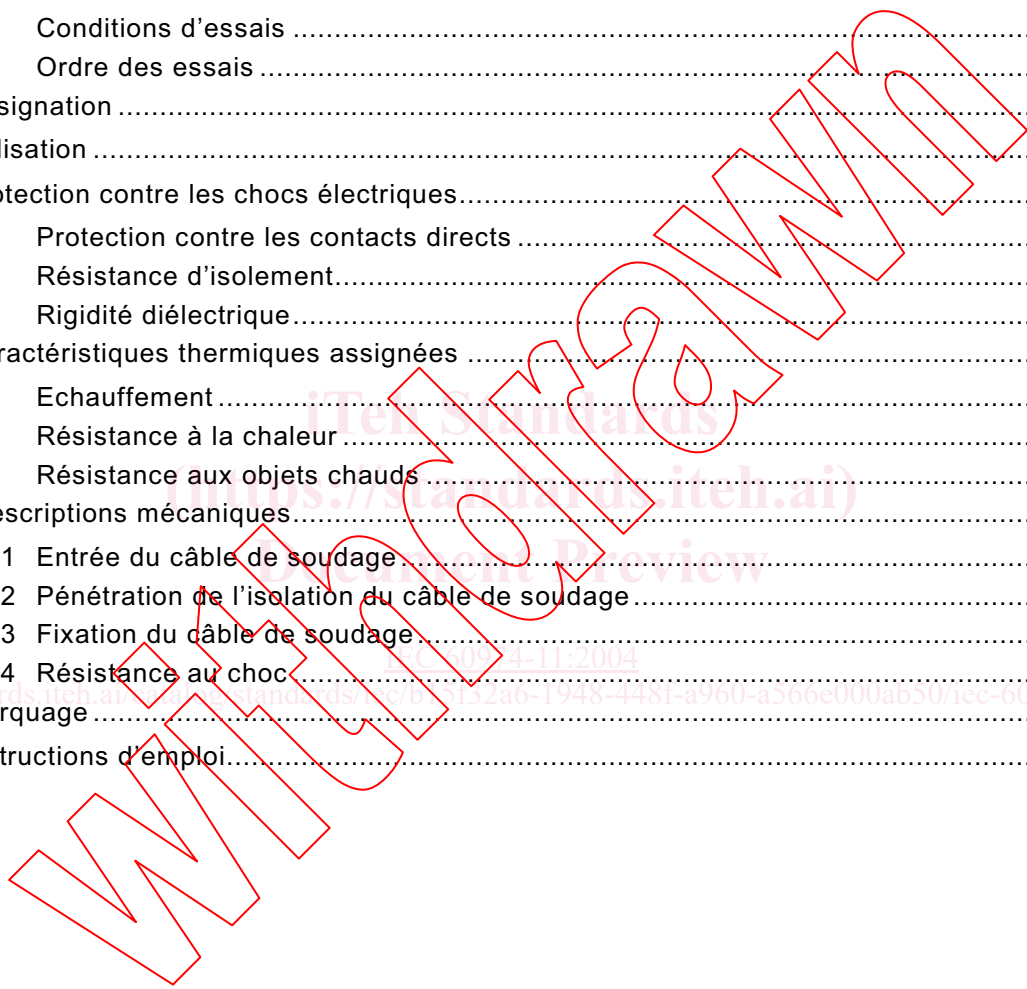 Conditions d’essais
Ordre des essais
signation
lisation
otection contre les chocs électriques
Protection contre les contacts directs
Résistance d’isolement
Rigidité diélectrique
ractéristiques thermiques assignées
Echauffement
iTeh Standards
Résistance à la chaleur
Résistance aux objets chauds
(https://standards.iteh.ai)
escriptions mécaniques
1 Entrée du câble de soudage
Document Preview
2 Pénétration de l’isolation du câble de soudage
3 Fixation du câble de soudage
IEC 60974-11:2004
4 Résistance au choc
rquage
tructions d’emploi
withdrawn